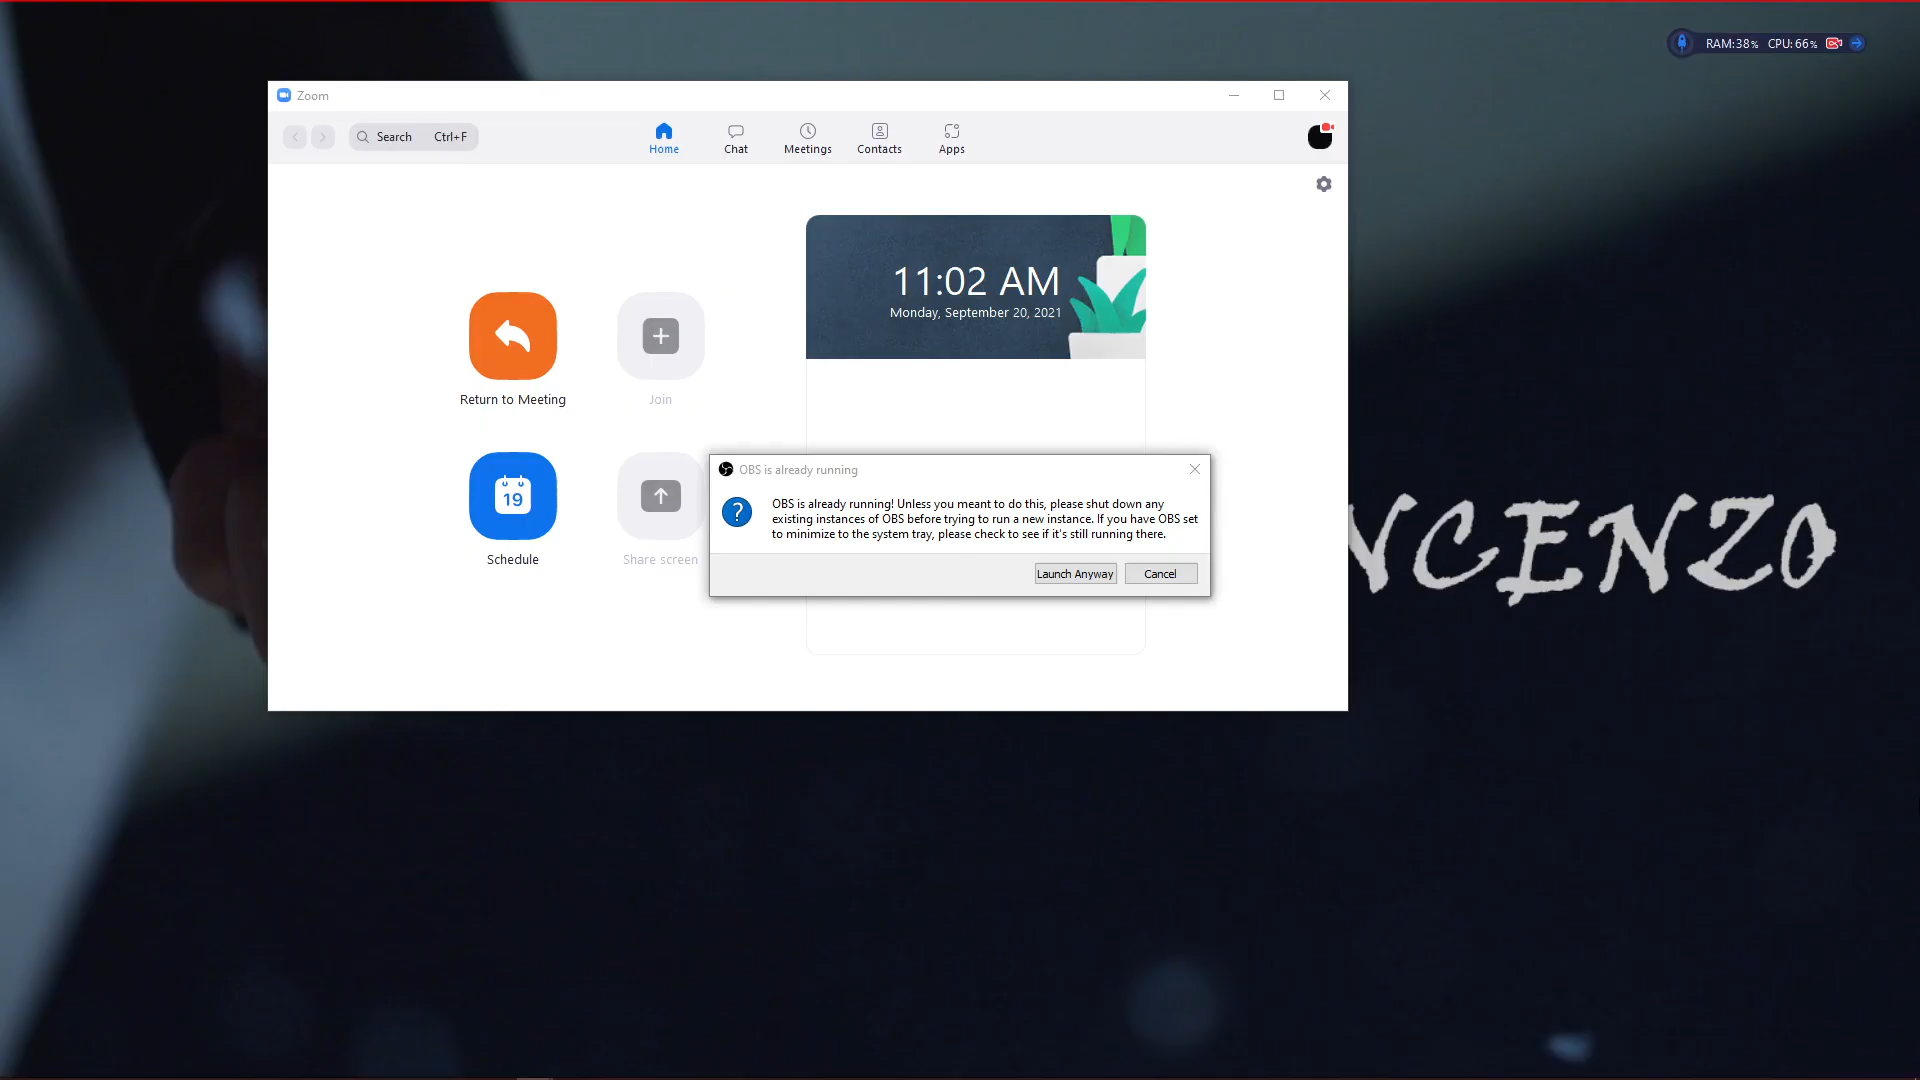 RAM:38% CPU:66%
Zoom
Search Ctrl+F
Home
Chat
Meetings
Contacts
Apps
11:02 AM
Monday, September 20, 2021
Return to Meeting
Join
19
Schedule
Share screen
OBS is already running
OBS is already running! Unless you meant to do this, please shut down any
existing instances of OBS before trying to run a new instance. If you have OBS set
to minimize to the system tray, please check to see if it's still running there.
Launch Anyway
Cancel
NCENZO